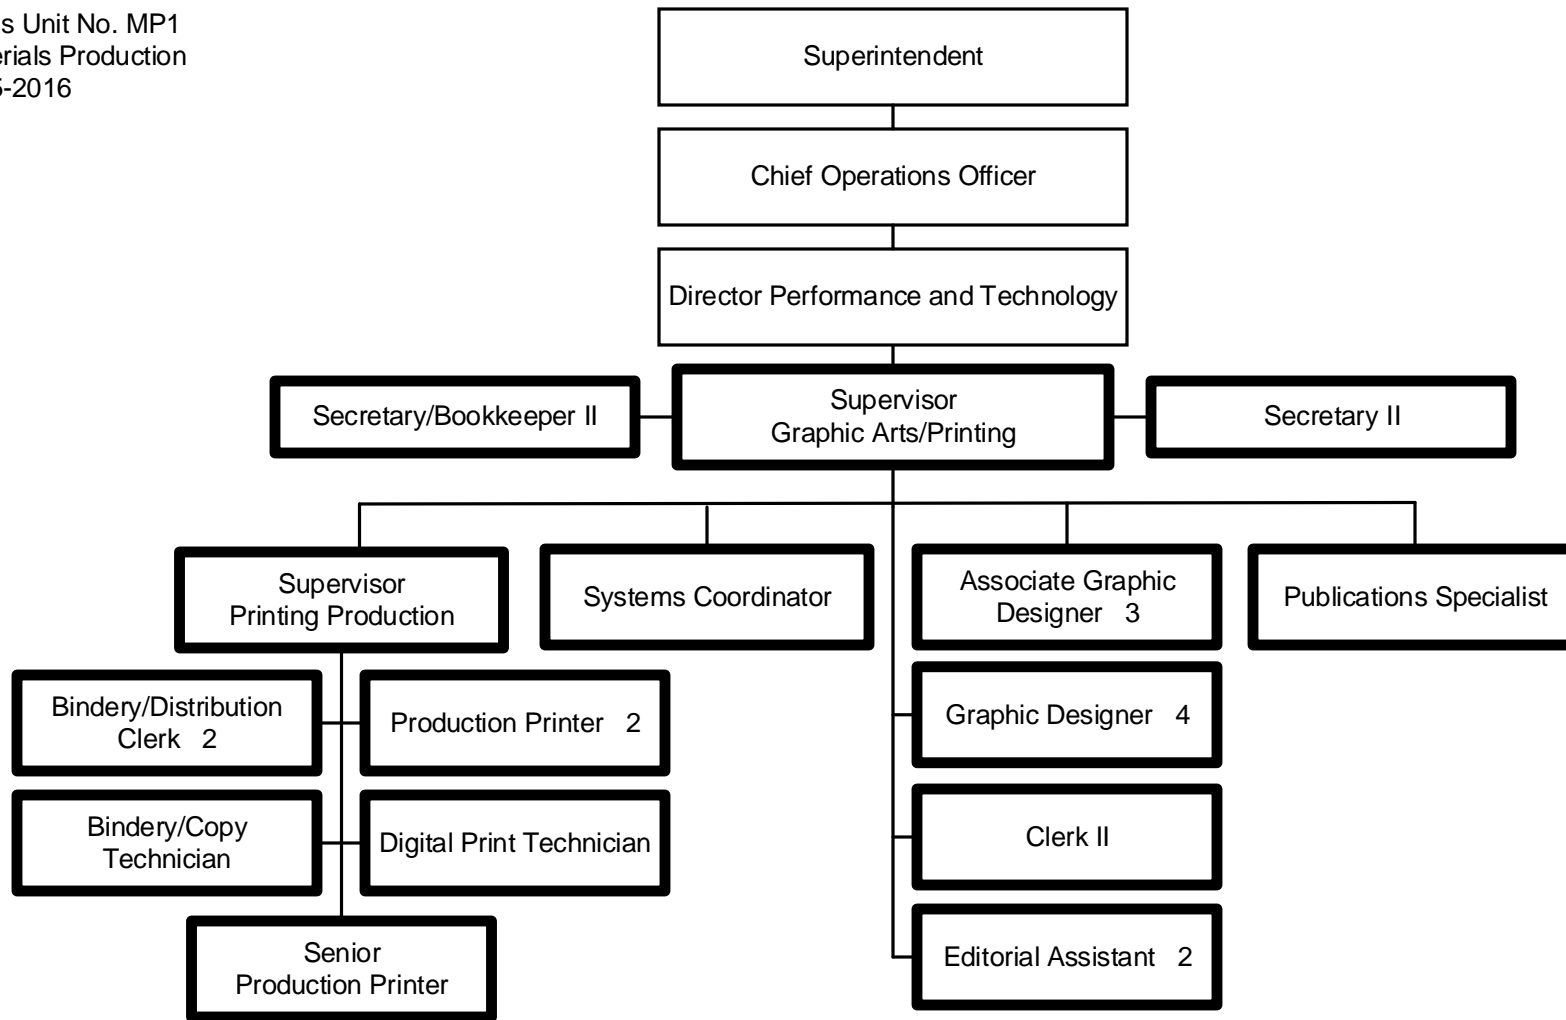 s Unit No. MP1
erials Production
5-2016
Superintendent
Chief Operations Officer
Director Performance and Technology
Secretary/Bookkeeper II
Supervisor
Graphic Arts/Printing
Secretary II
Supervisor
Printing Production
Systems Coordinator
Associate Graphic
Designer 3
Publications Specialist
Bindery/Distribution
Clerk 2
Production Printer 2
Graphic Designer 4
Bindery/Copy
Technician
Digital Print Technician
Clerk II
Senior
Production Printer
Editorial Assistant 2